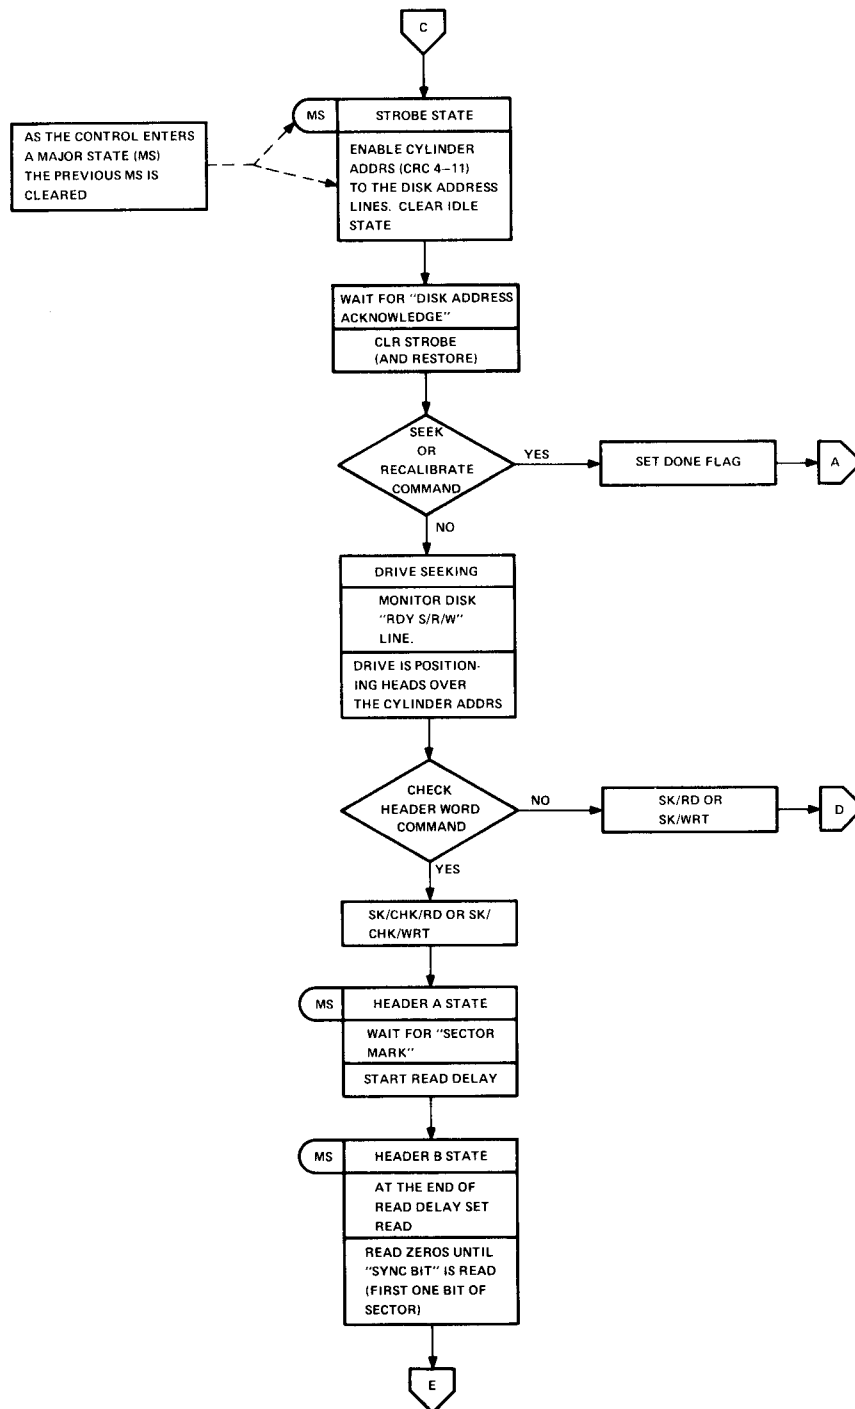 C
MS
STROBE STATE
AS THE CONTROL ENTERS
A MAJOR STATE (MS)
THE PREVIOUS MS IS
CLEARED
ENABLE CYLINDER
ADDRS (CRC 4–11)
TO THE DISK ADDRESS
LINES. CLEAR IDLE
STATE
WAIT FOR "DISK ADDRESS
ACKNOWLEDGE"
CLR STROBE
(AND RESTORE)
SEEK
OR
RECALIBRATE
COMMAND
YES
SET DONE FLAG
A
NO
DRIVE SEEKING
MONITOR DISK
"RDY S/R/W"
LINE.
DRIVE IS POSITION-
ING HEADS OVER
THE CYLINDER ADDRS
CHECK
HEADER WORD
COMMAND
NO
SK/RD OR
SK/WRT
D
YES
SK/CHK/RD OR SK/
CHK/WRT
MS
HEADER A STATE
WAIT FOR "SECTOR
MARK"
START READ DELAY
MS
HEADER B STATE
AT THE END OF
READ DELAY SET
READ
READ ZEROS UNTIL
"SYNC BIT" IS READ
(FIRST ONE BIT OF
SECTOR)
E